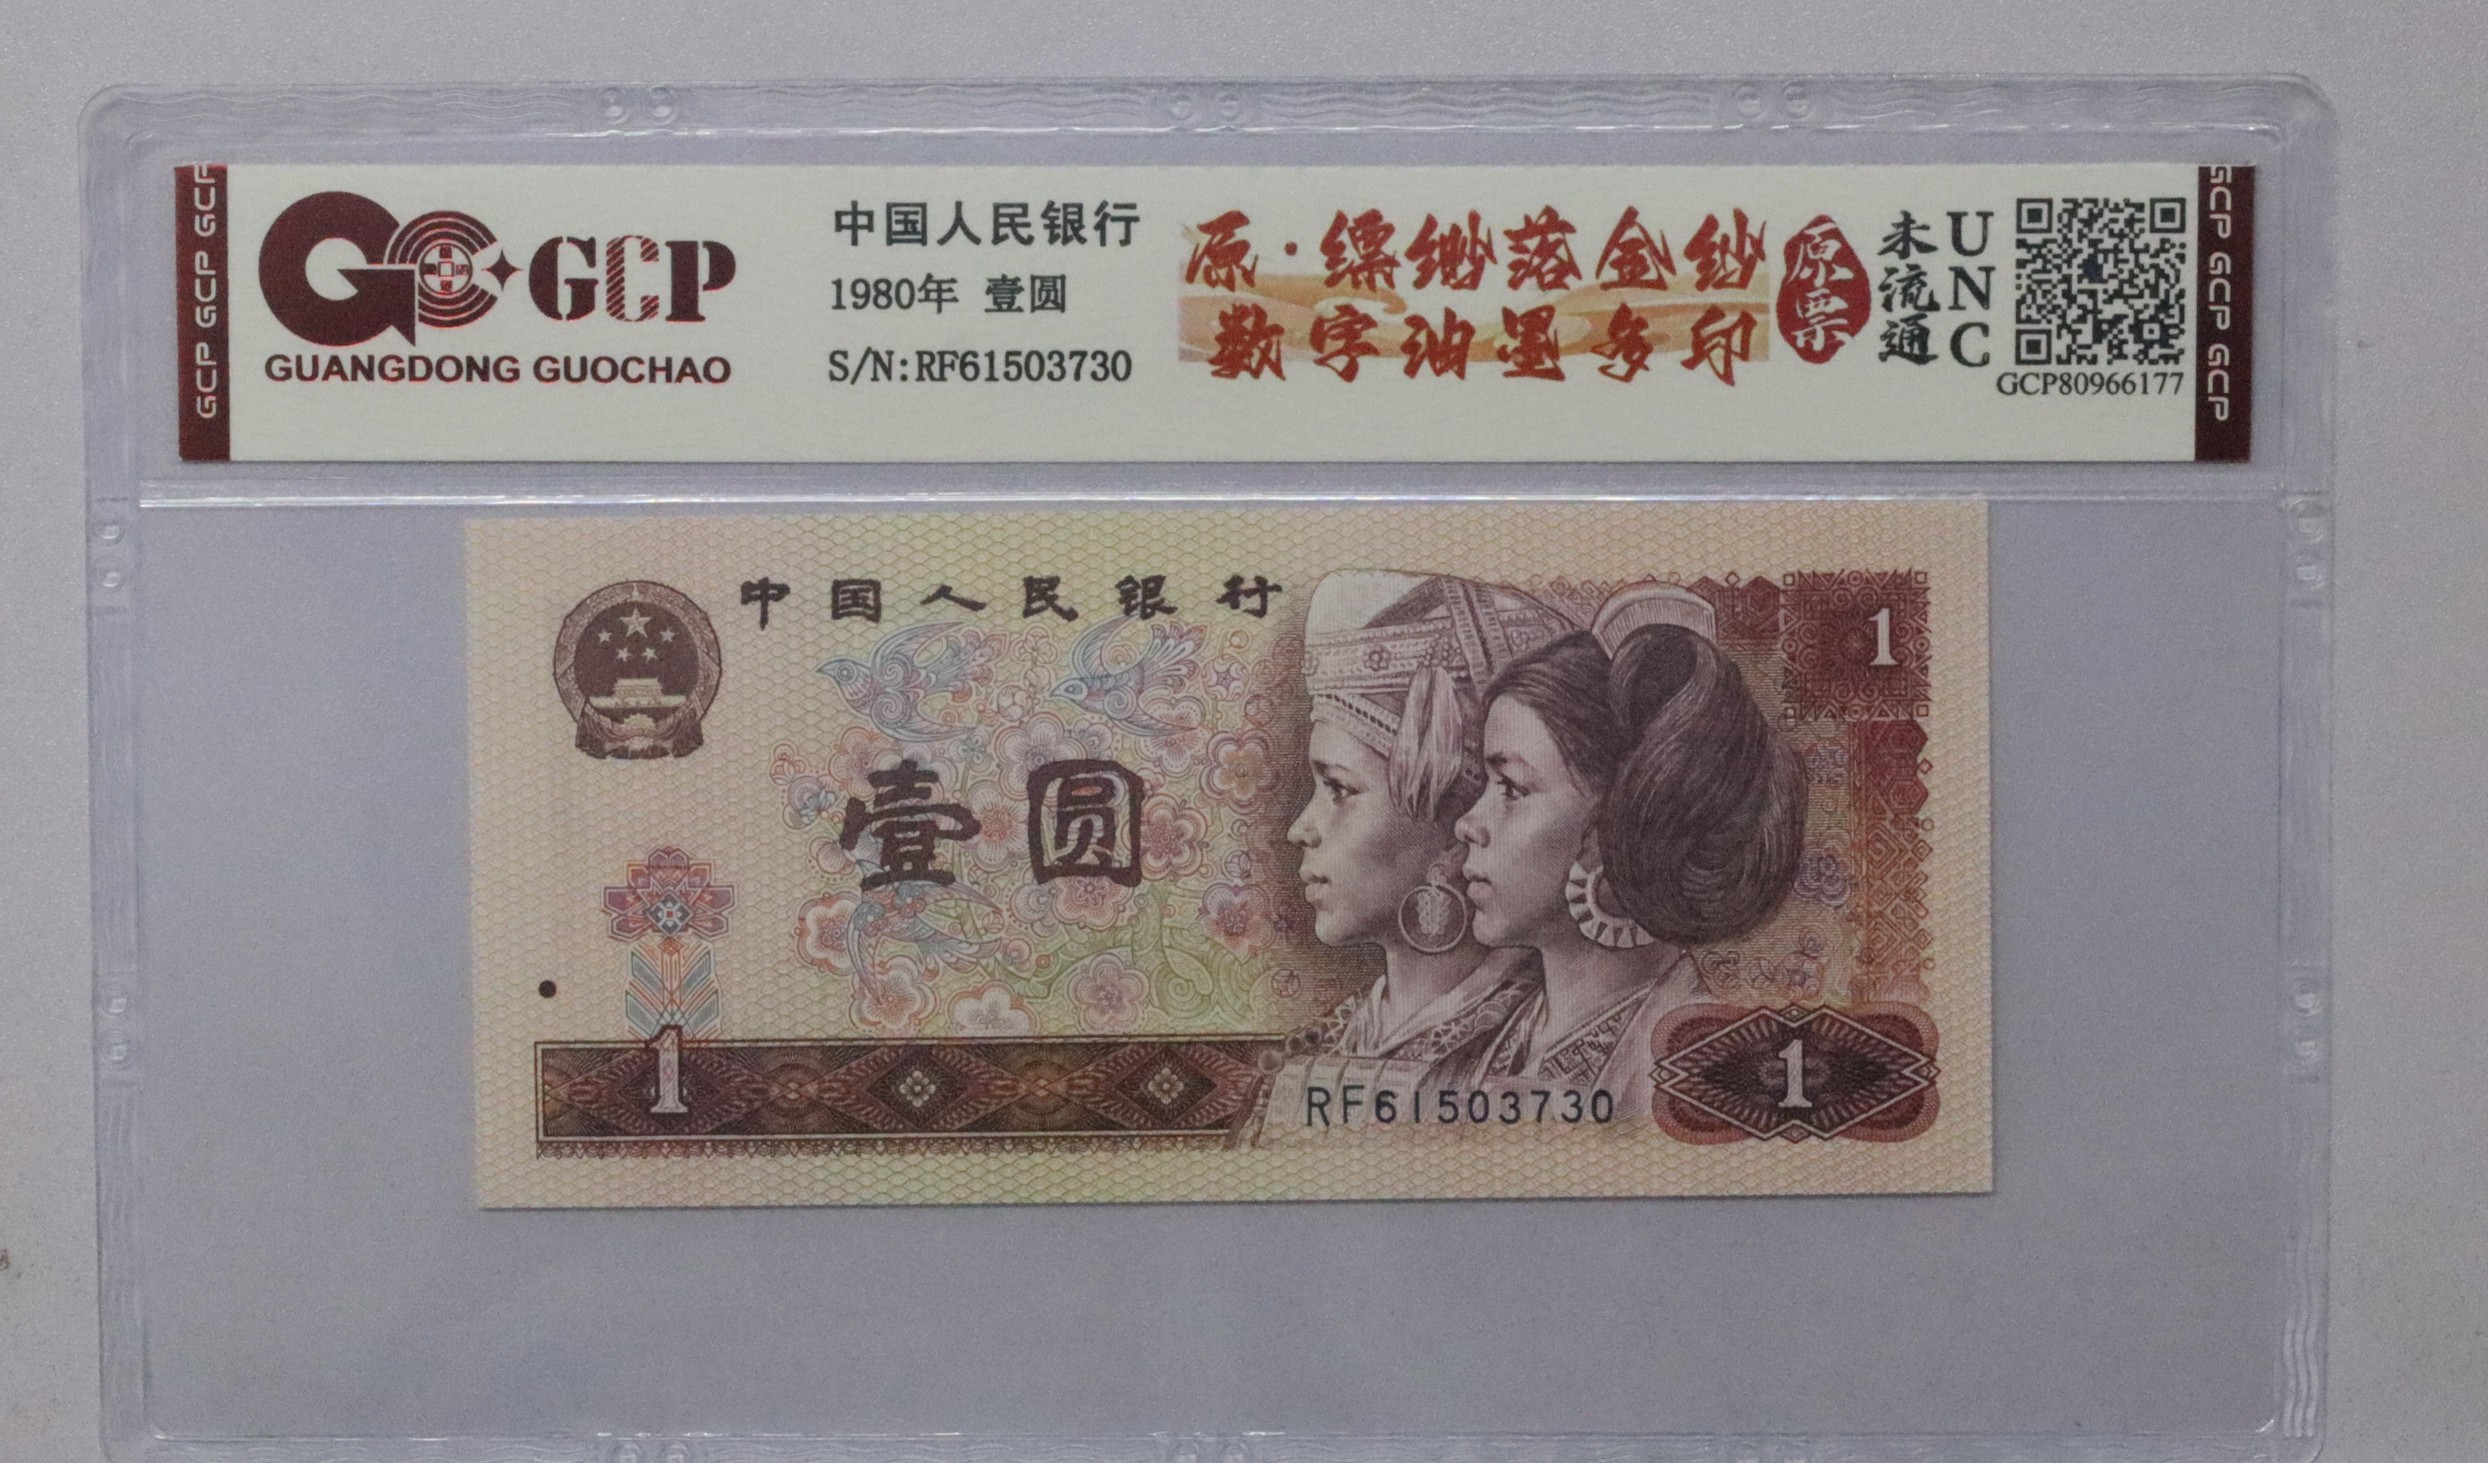 GCP GCP GCP
GCP
GUANGDONG GUOCHAO
中国人民银行
1980年 壹圆
S/N:RF61503730
原·缥缈落金纱
数字油墨多印
原票
未流通
UNC
GCP80966177
GCP GCP GCP
中国人民银行
1
壹圆
1
RF61503730
1